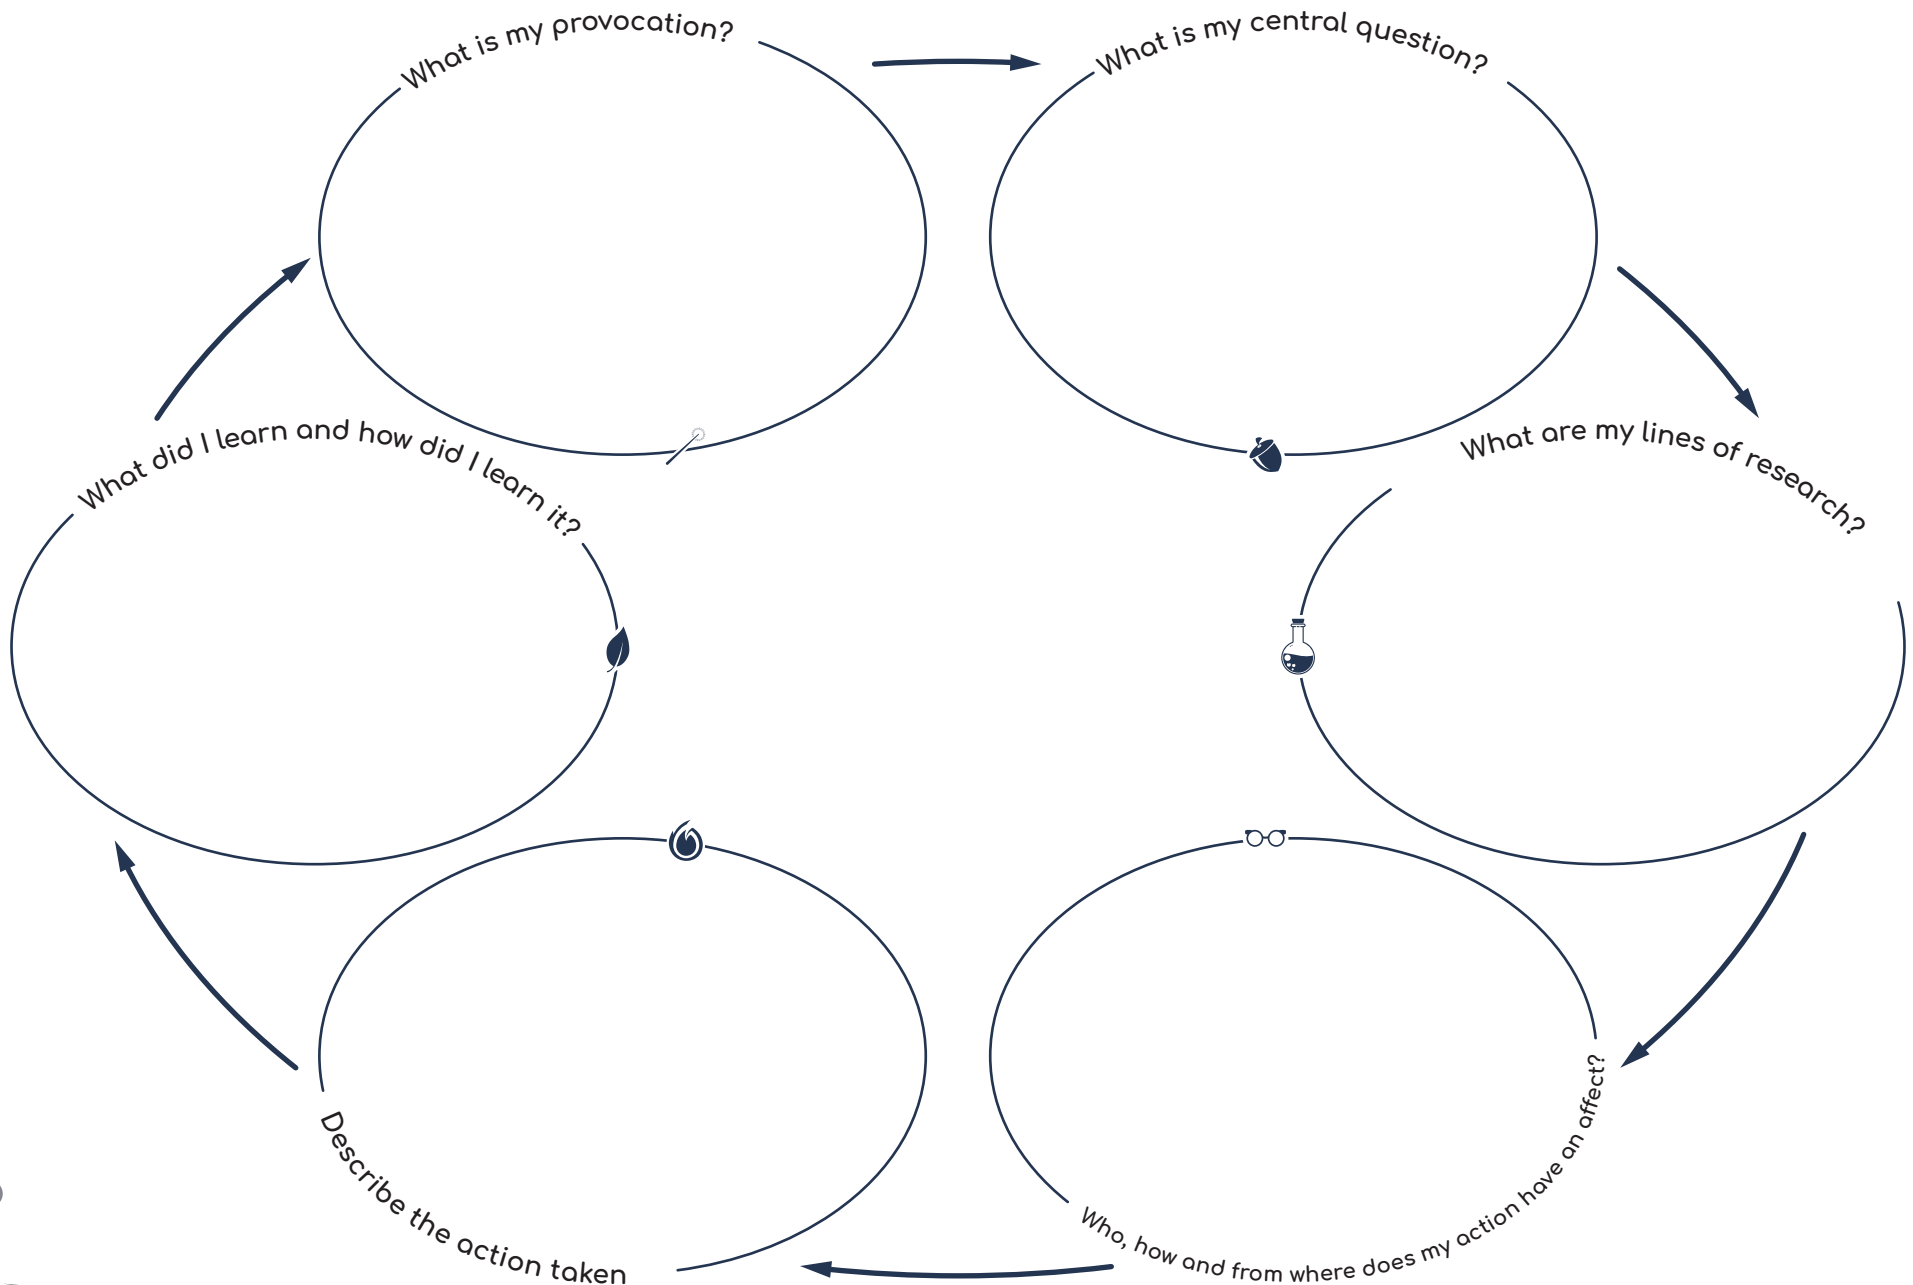 What is my provocation?
What is my central question?
What are my lines of research?
Who, how and from where does my action have an affect?
Describe the action taken
What did I learn and how did I learn it?